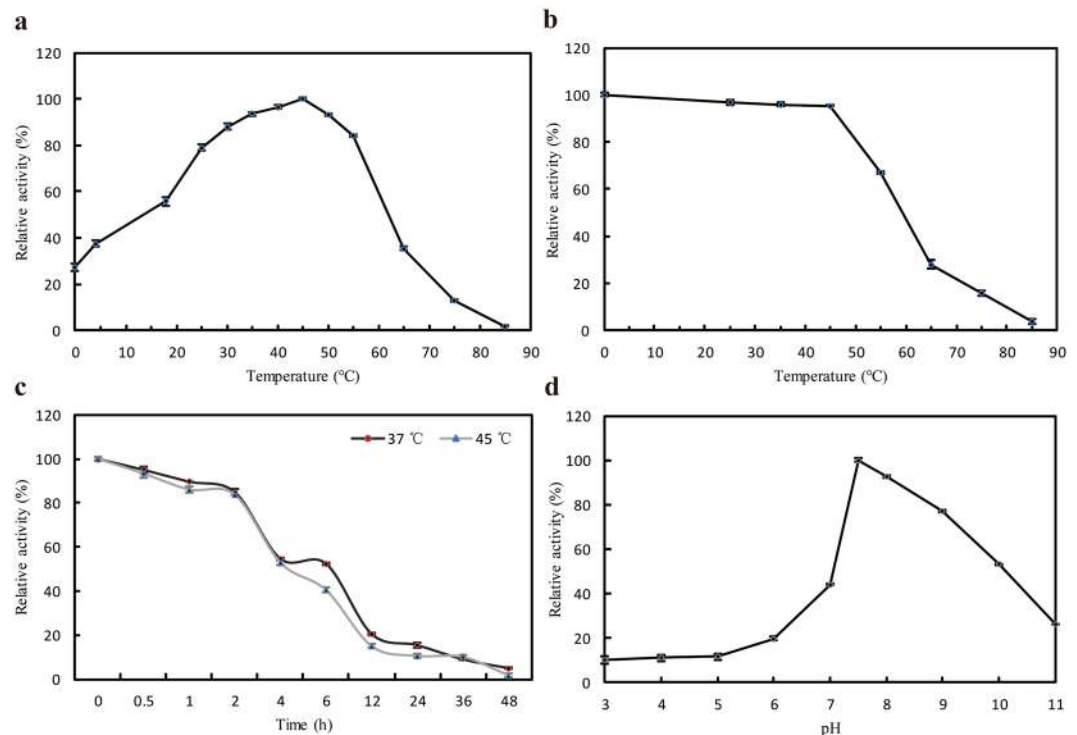 a
120
100
80
60
40
20
0
Relative activity (%)
0 10 20 30 40 50 60 70 80 90
Temperature (°C)
b
120
100
80
60
40
20
0
Relative activity (%)
0 10 20 30 40 50 60 70 80 90
Temperature (°C)
c
120
100
80
60
40
20
0
Relative activity (%)
37 ℃ 45 ℃
0 0.5 1 2 4 6 12 24 36 48
Time (h)
d
120
100
80
60
40
20
0
Relative activity (%)
3 4 5 6 7 8 9 10 11
pH